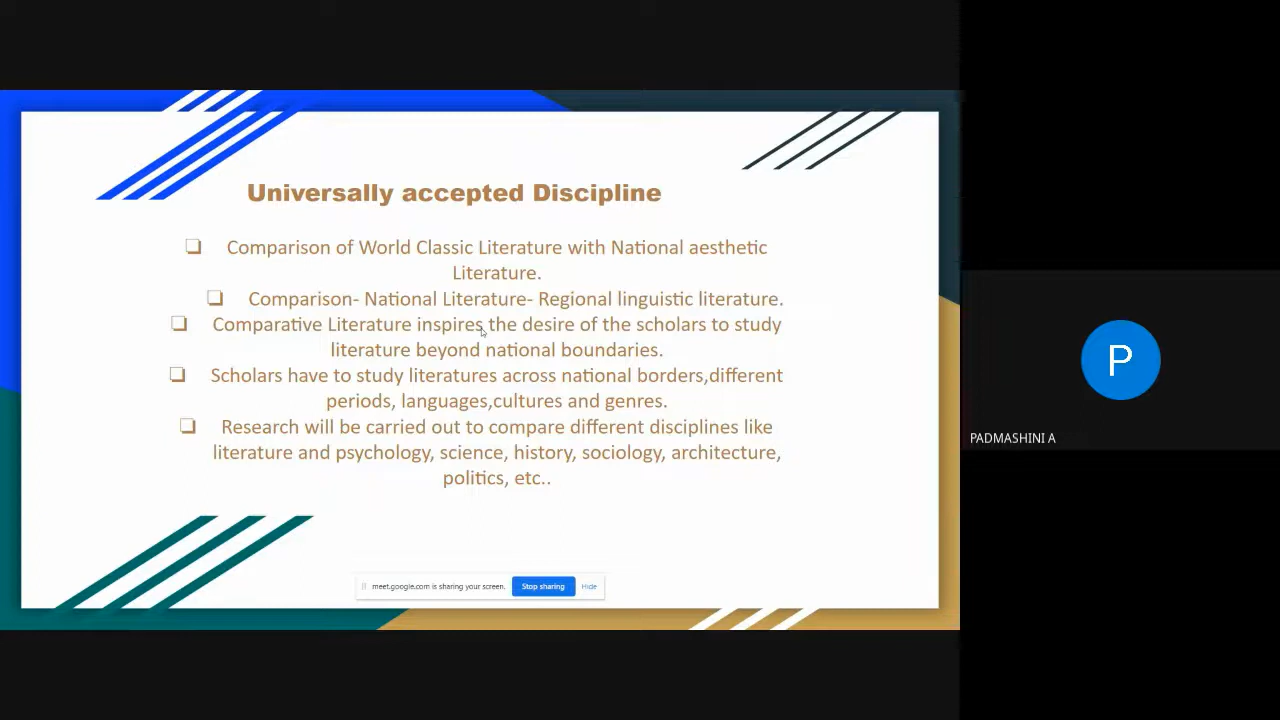 Universally accepted Discipline
❑ Comparison of World Classic Literature with National aesthetic
Literature.
❑ Comparison- National Literature- Regional linguistic literature.
❑ Comparative Literature inspires the desire of the scholars to study
literature beyond national boundaries.
❑ Scholars have to study literatures across national borders,different
periods, languages,cultures and genres.
❑ Research will be carried out to compare different disciplines like
literature and psychology, science, history, sociology, architecture,
politics, etc..
meet.google.com is sharing your screen. Stop sharing Hide
P
PADMASHINI A